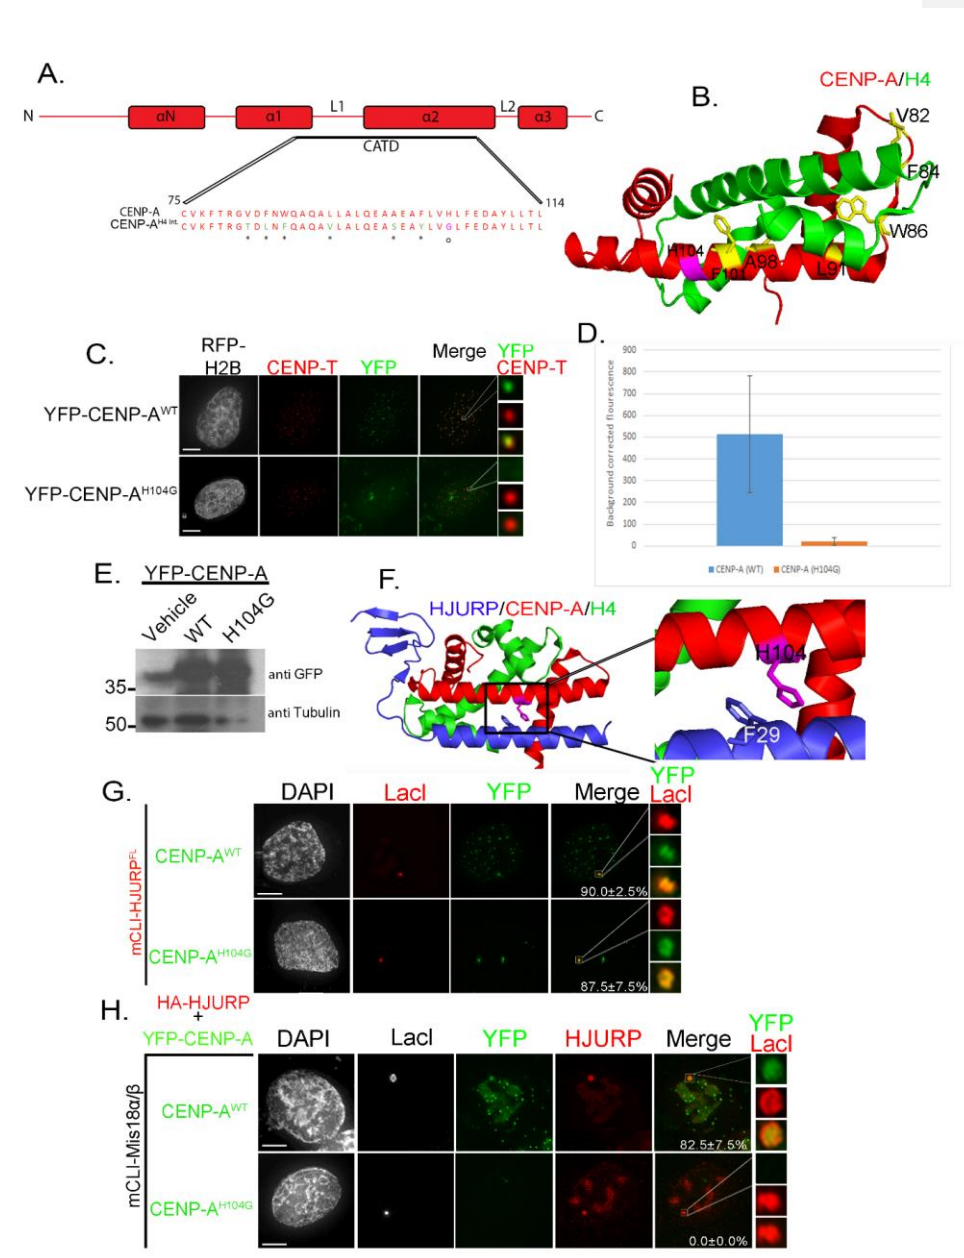 A.
N
αN
α1
L1
α2
L2
α3
C
CATD
75
114
CENP-A
CVKFTRGVDFNWQAQALLALQEAAEAFLVHLFEDAYLLTL
CENP-A^H4 Int.
CVKFTRGTDLNFQAQAVLALQEASEAYLVGLFEDAYLLTL
* * * * * * o
B.
CENP-A/H4
V82
F84
W86
H104
F101
A98
L91
C.
RFP-
H2B
CENP-T
YFP
Merge
YFP
CENP-T
YFP-CENP-A^WT
YFP-CENP-A^H104G
D.
Background corrected flourescence
900
800
700
600
500
400
300
200
100
0
CENP-A (WT)
CENP-A (H104G)
E.
YFP-CENP-A
Vehicle
WT
H104G
anti GFP
35
anti Tubulin
50
F.
HJURP/CENP-A/H4
H104
F29
G.
DAPI
LacI
YFP
Merge
YFP
LacI
mCLI-HJURP^FL
CENP-A^WT
90.0±2.5%
CENP-A^H104G
87.5±7.5%
H.
HA-HJURP
+
YFP-CENP-A
DAPI
LacI
YFP
HJURP
Merge
YFP
LacI
mCLI-Mis18α/β
CENP-A^WT
82.5±7.5%
CENP-A^H104G
0.0±0.0%